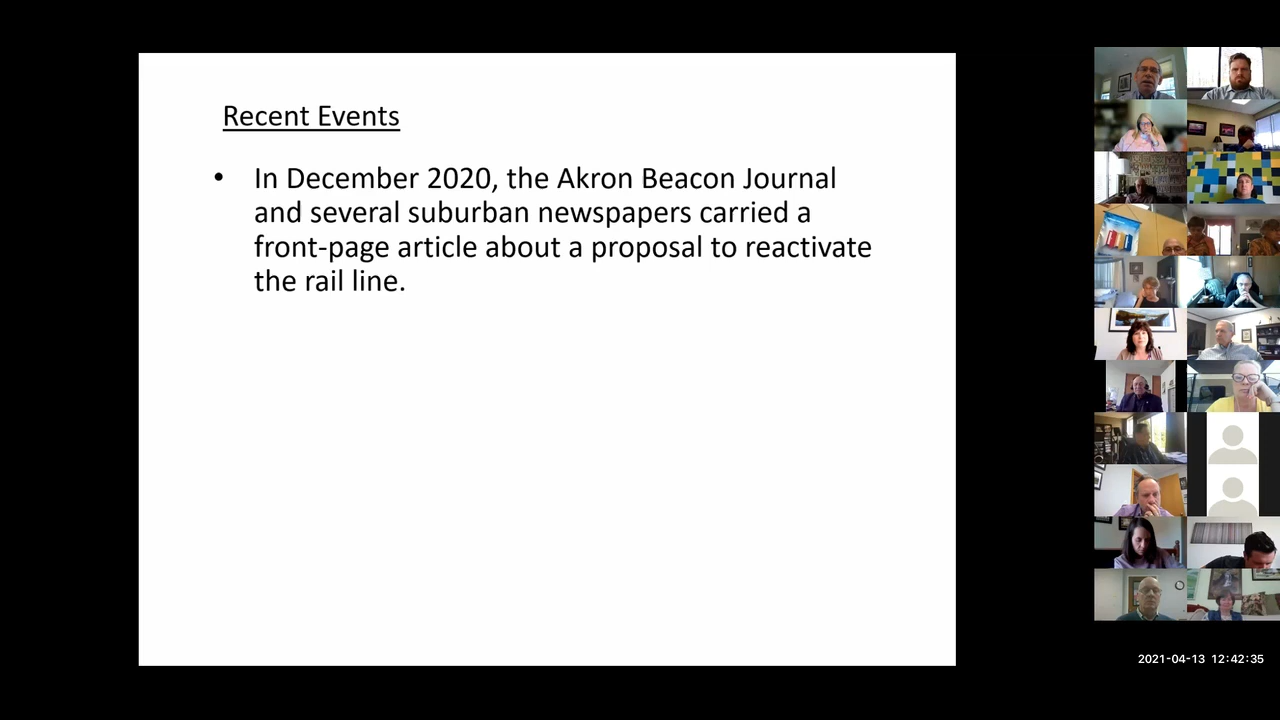 Recent Events
• In December 2020, the Akron Beacon Journal
and several suburban newspapers carried a
front-page article about a proposal to reactivate
the rail line.
2021-04-13 12:42:35